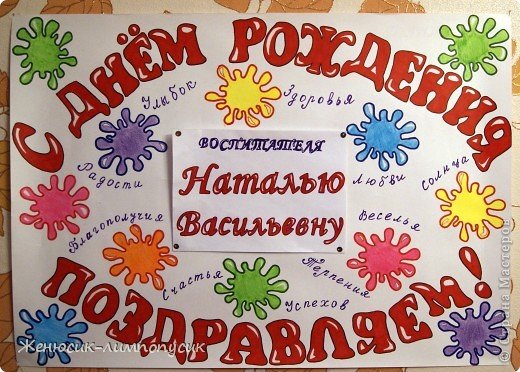 С ДНЁМ РОЖДЕНИЯ
Улыбок
Здоровья
Радости
ВОСПИТАТЕЛЯ
Наталью
Васильевну
Любви
Солнца
Благополучия
Веселья
Счастья
Терпения
Успехов
ПОЗДРАВЛЯЕМ!
Женюсик-лимпопусик
© Страна Мастеров